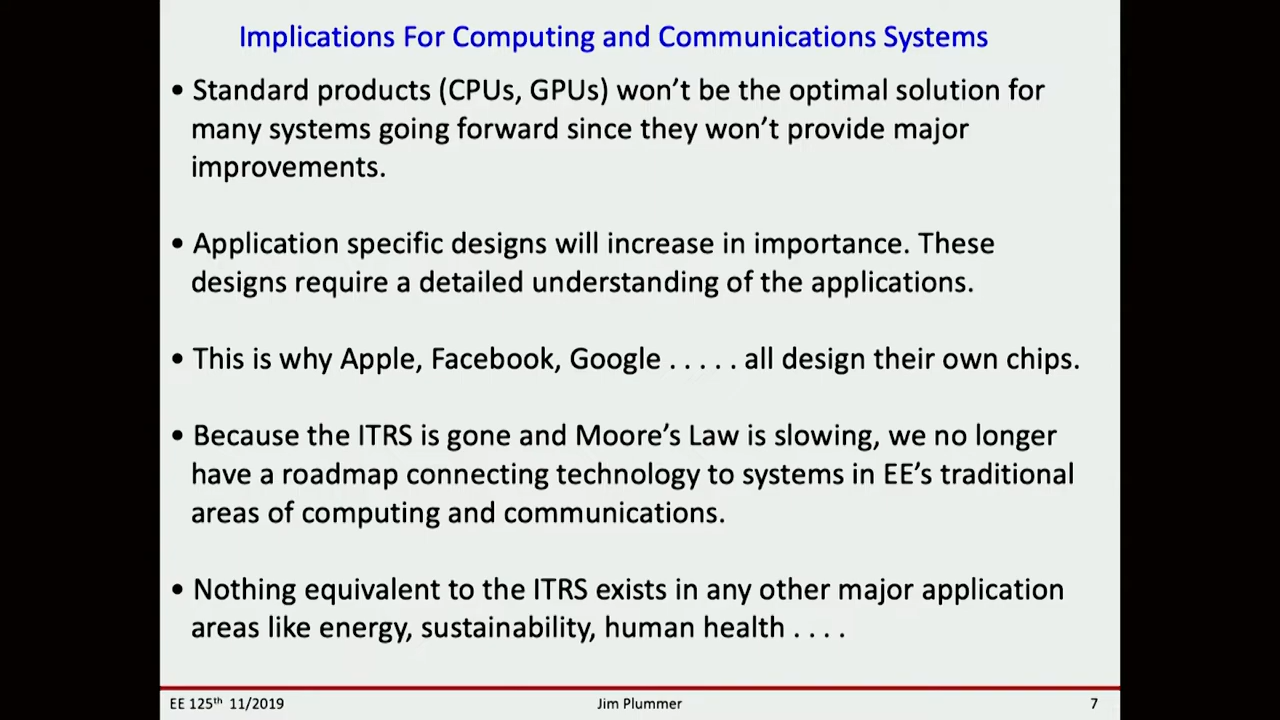 Implications For Computing and Communications Systems
• Standard products (CPUs, GPUs) won't be the optimal solution for
many systems going forward since they won't provide major
improvements.
• Application specific designs will increase in importance. These
designs require a detailed understanding of the applications.
• This is why Apple, Facebook, Google . . . . . all design their own chips.
• Because the ITRS is gone and Moore's Law is slowing, we no longer
have a roadmap connecting technology to systems in EE's traditional
areas of computing and communications.
• Nothing equivalent to the ITRS exists in any other major application
areas like energy, sustainability, human health . . . .
EE 125th 11/2019 Jim Plummer 7